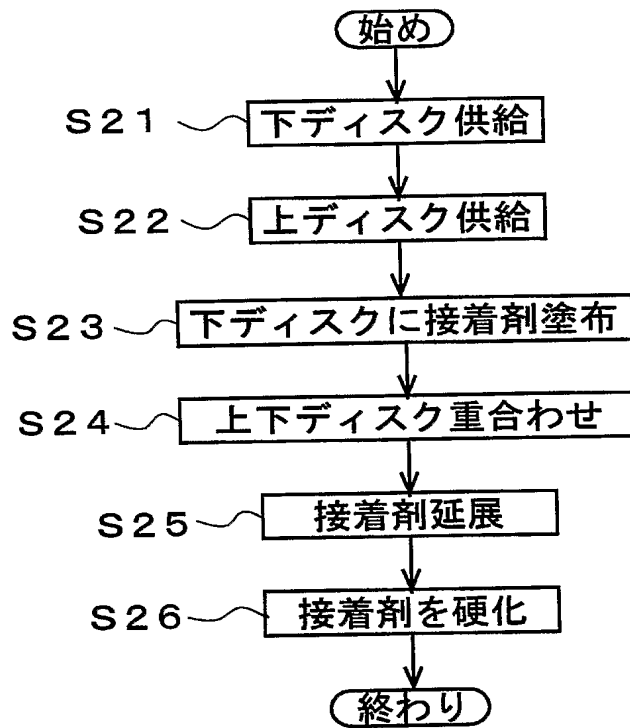 始め
S21 下ディスク供給
S22 上ディスク供給
S23 下ディスクに接着剤塗布
S24 上下ディスク重合わせ
S25 接着剤延展
S26 接着剤を硬化
終わり